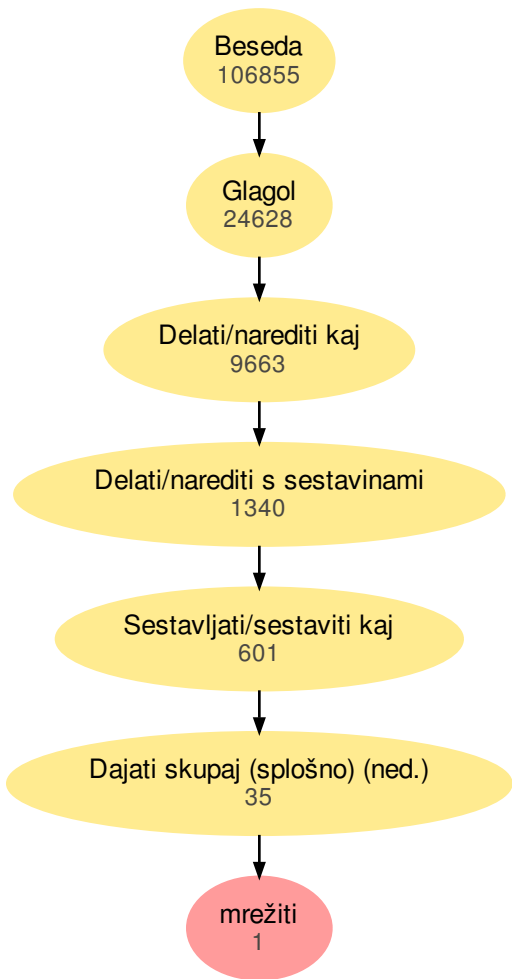 Beseda
106855
Glagol
24628
Delati/narediti kaj
9663
Delati/narediti s sestavinami
1340
Sestavljati/sestaviti kaj
601
Dajati skupaj (splošno) (ned.)
35
mrežiti
1